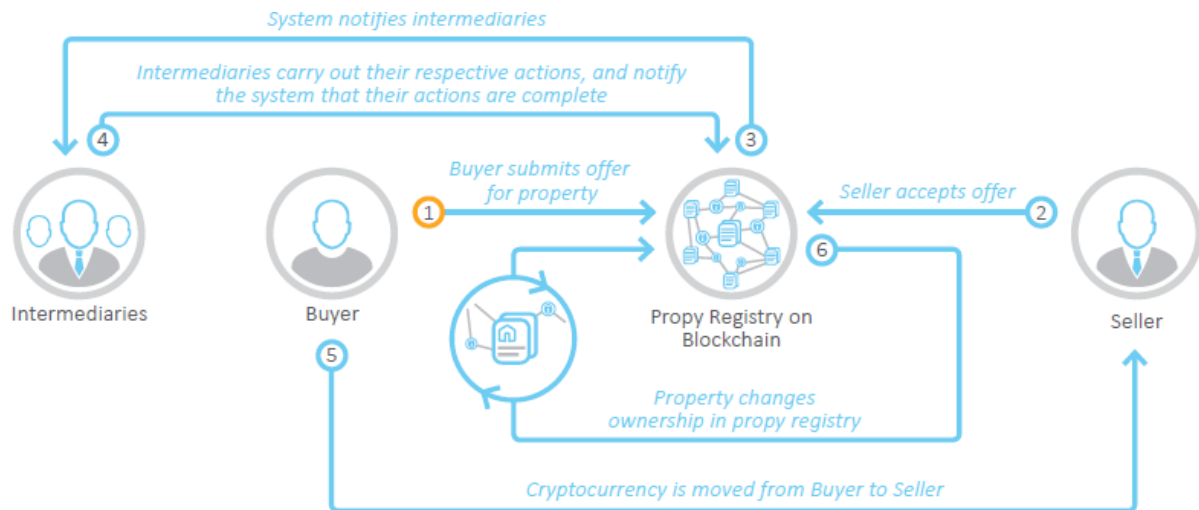 System notifies intermediaries
Intermediaries carry out their respective actions, and notify
the system that their actions are complete
4
3
Buyer submits offer
for property
1
Seller accepts offer
2
6
Intermediaries
Buyer
Propy Registry on
Blockchain
Seller
5
Property changes
ownership in propy registry
Cryptocurrency is moved from Buyer to Seller